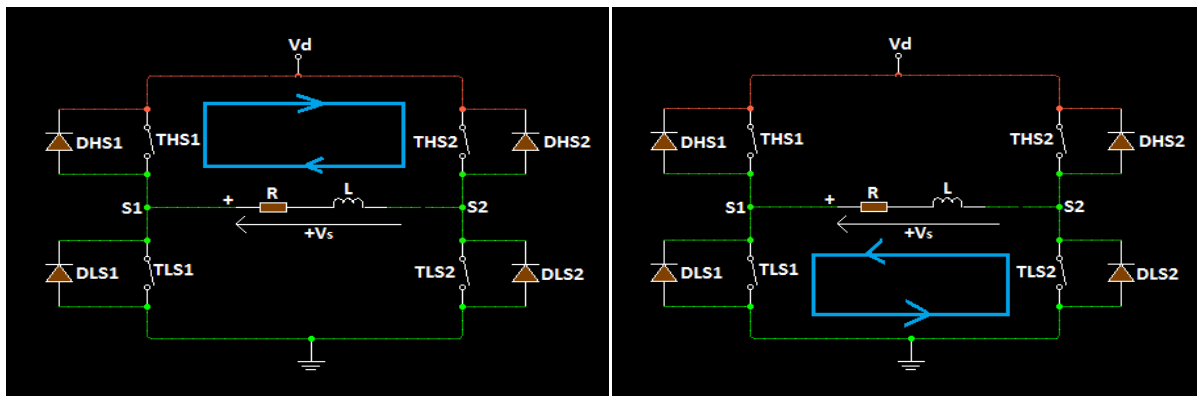 Vd
DHS1 THS1 THS2 DHS2
R L
S1 + S2
+Vs
DLS1 TLS1 TLS2 DLS2
Vd
DHS1 THS1 THS2 DHS2
R L
S1 + S2
+Vs
DLS1 TLS1 TLS2 DLS2